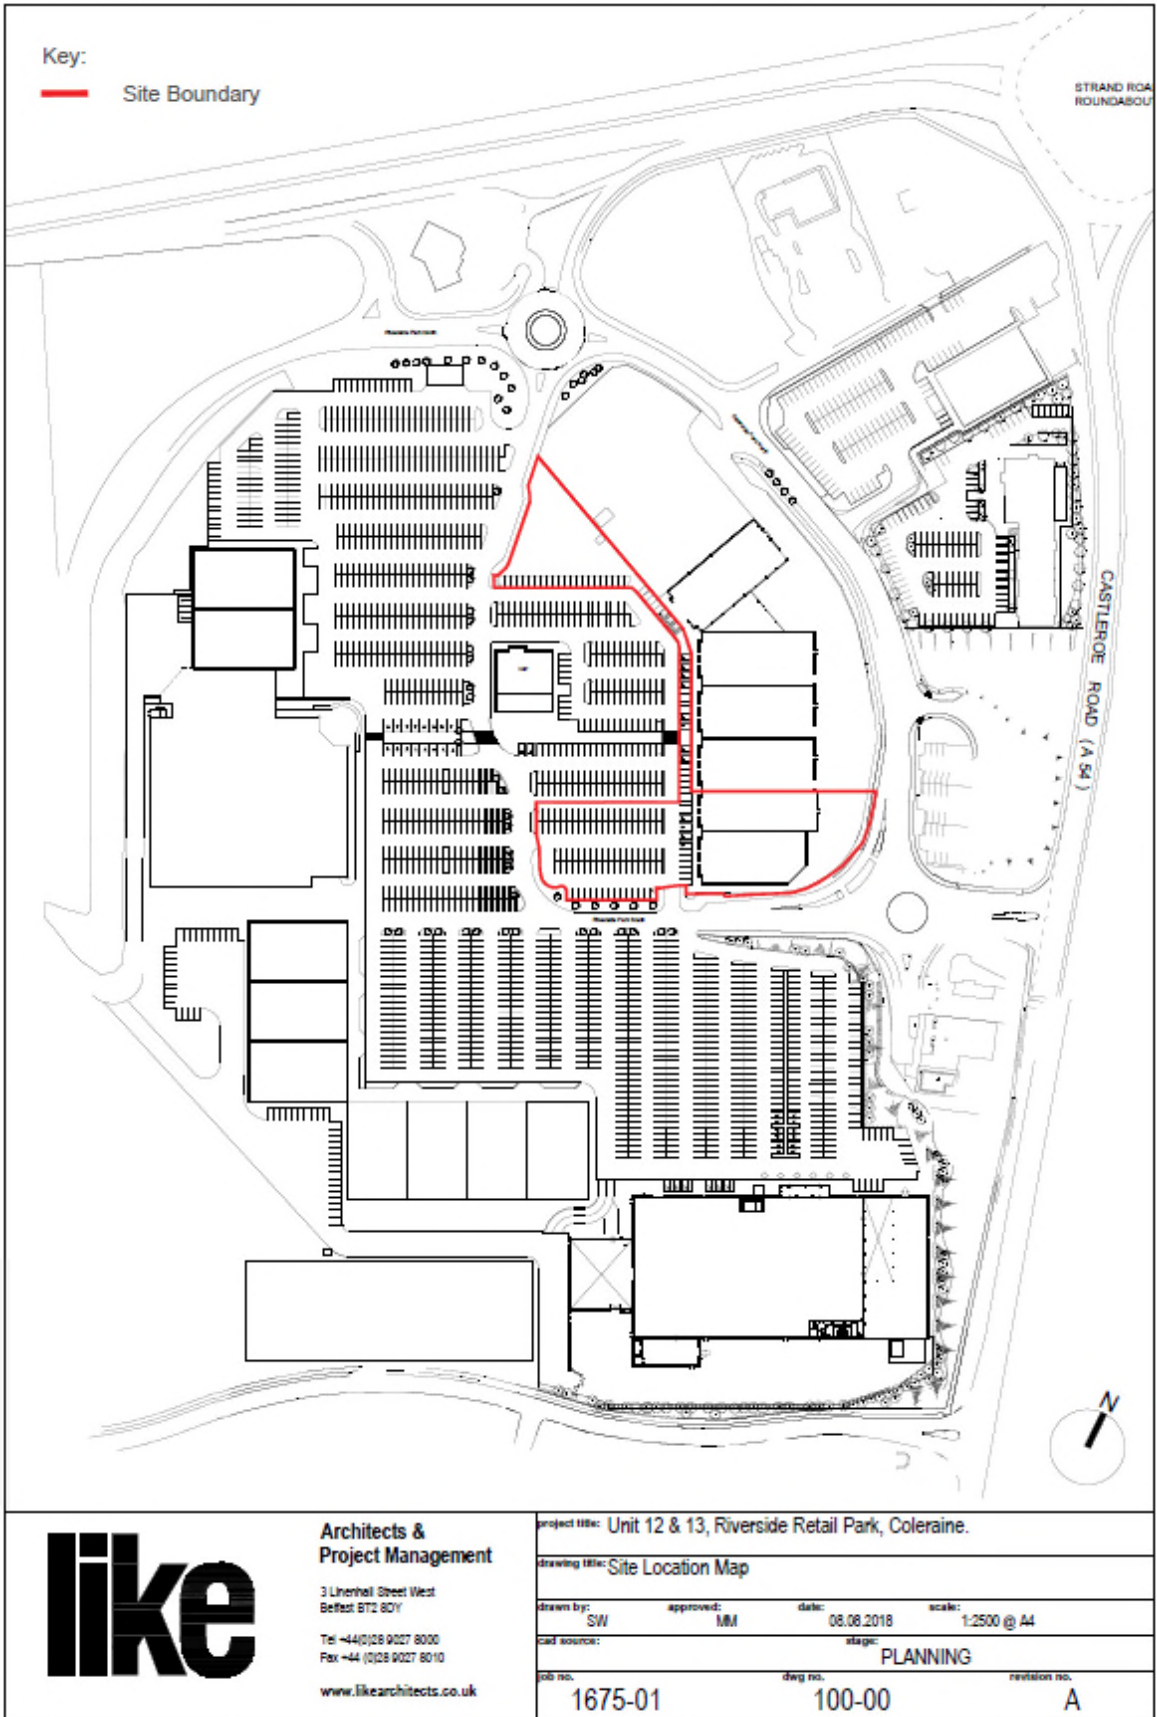 Key:
Site Boundary
STRAND ROA
ROUNDABOU
CASTLEROE ROAD (A 54)
N
like
Architects &
Project Management
3 Linenhall Street West
Belfast BT2 8DY
Tel +44(0)28 9027 8000
Fax +44 (0)28 9027 8010
www.likearchitects.co.uk
project title: Unit 12 & 13, Riverside Retail Park, Coleraine.
drawing title: Site Location Map
drawn by: SW approved: MM date: 08.08.2018 scale: 1:2500 @ A4
cad source: stage: PLANNING
job no. 1675-01 dwg no. 100-00 revision no. A